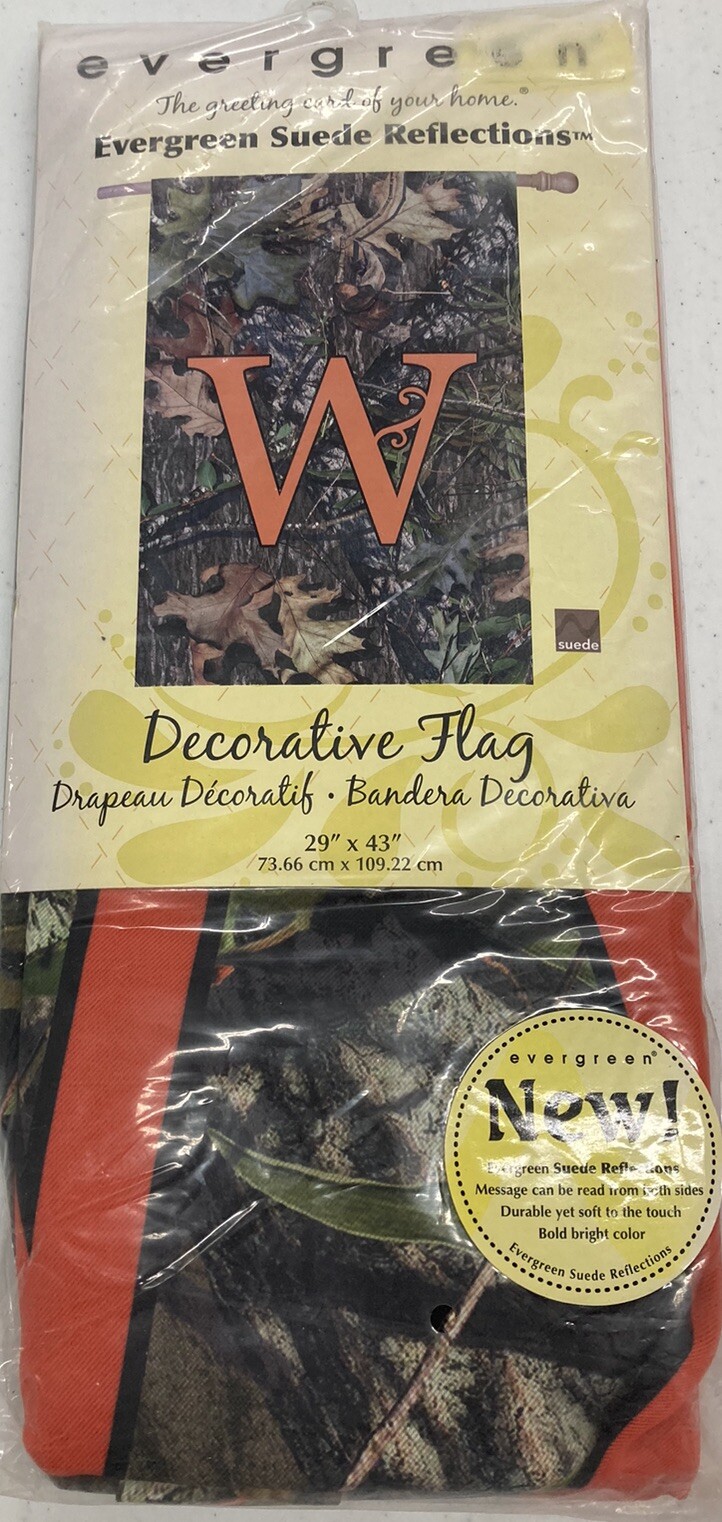 evergreen®
The greeting card of your home.®
Evergreen Suede Reflections™
W
suede
Decorative Flag
Drapeau Décoratif • Bandera Decorativa
29" x 43"
73.66 cm x 109.22 cm
evergreen®
New!
Evergreen Suede Reflections
Message can be read from both sides
Durable yet soft to the touch
Bold bright color
Evergreen Suede Reflections